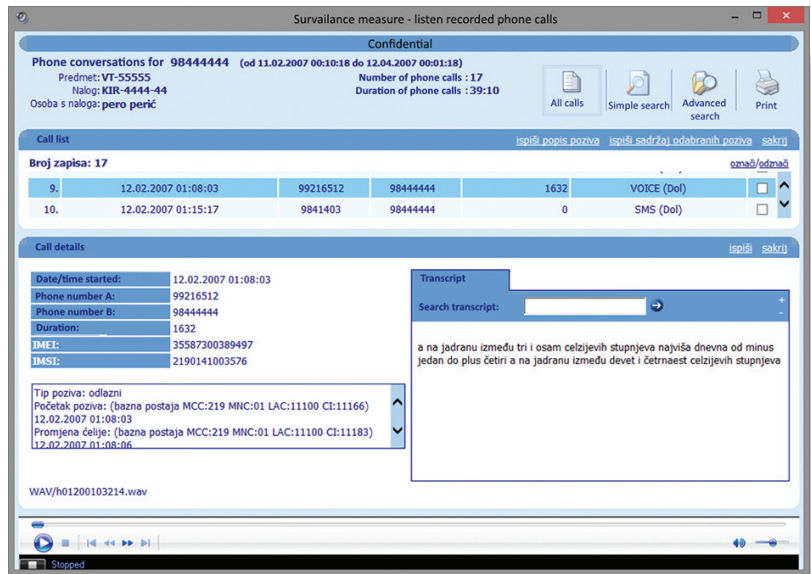 Survailance measure - listen recorded phone calls
Confidential
Phone conversations for 98444444 (od 11.02.2007 00:10:18 do 12.04.2007 00:01:18)
Predmet: VT-55555
Number of phone calls : 17
Nalog: KIR-4444-44
Duration of phone calls : 39:10
Osoba s naloga: pero perić
All calls
Simple search
Advanced search
Print
Call list
ispiši popis poziva ispiši sadržaj odabranih poziva sakrij
Broj zapisa: 17
označi/odznači
9. 12.02.2007 01:08:03 99216512 98444444 1632 VOICE (Dol)
10. 12.02.2007 01:15:17 9841403 98444444 0 SMS (Dol)
Call details
ispiši sakrij
Date/time started: 12.02.2007 01:08:03
Phone number A: 99216512
Phone number B: 98444444
Duration: 1632
IMEI: 35587300389497
IMSI: 2190141003576
Tip poziva: odlazni
Početak poziva: (bazna postaja MCC:219 MNC:01 LAC:11100 CI:11166)
12.02.2007 01:08:03
Promjena ćelije: (bazna postaja MCC:219 MNC:01 LAC:11100 CI:11183)
12.02.2007 01:08:06
WAV/h01200103214.wav
Transcript
Search transcript:
+
-
a na jadranu između tri i osam celzijevih stupnjeva najviša dnevna od minus
jedan do plus četiri a na jadranu između devet i četrnaest celzijevih stupnjeva
Stopped